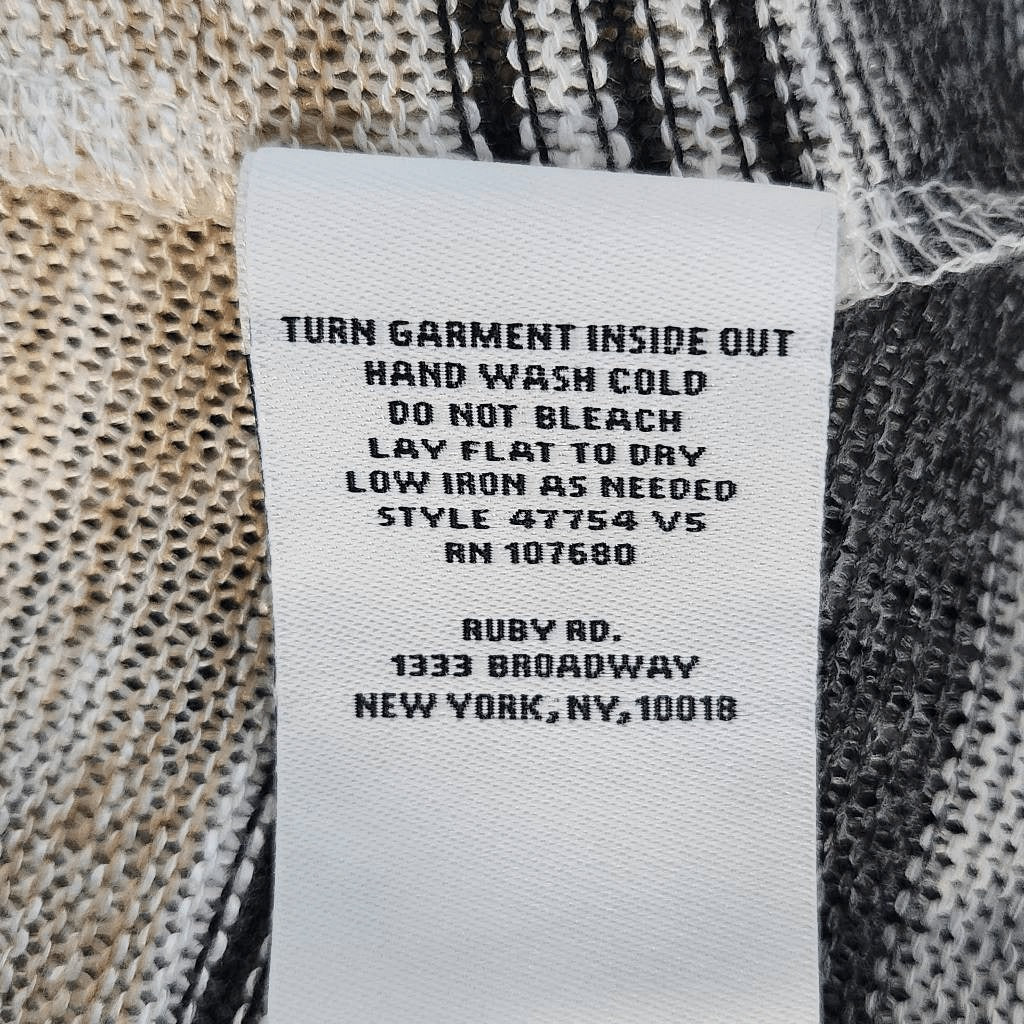 TURN GARMENT INSIDE OUT
HAND WASH COLD
DO NOT BLEACH
LAY FLAT TO DRY
LOW IRON AS NEEDED
STYLE 47754 VS
RN 107680
RUBY RD.
1333 BROADWAY
NEW YORK, NY, 10018